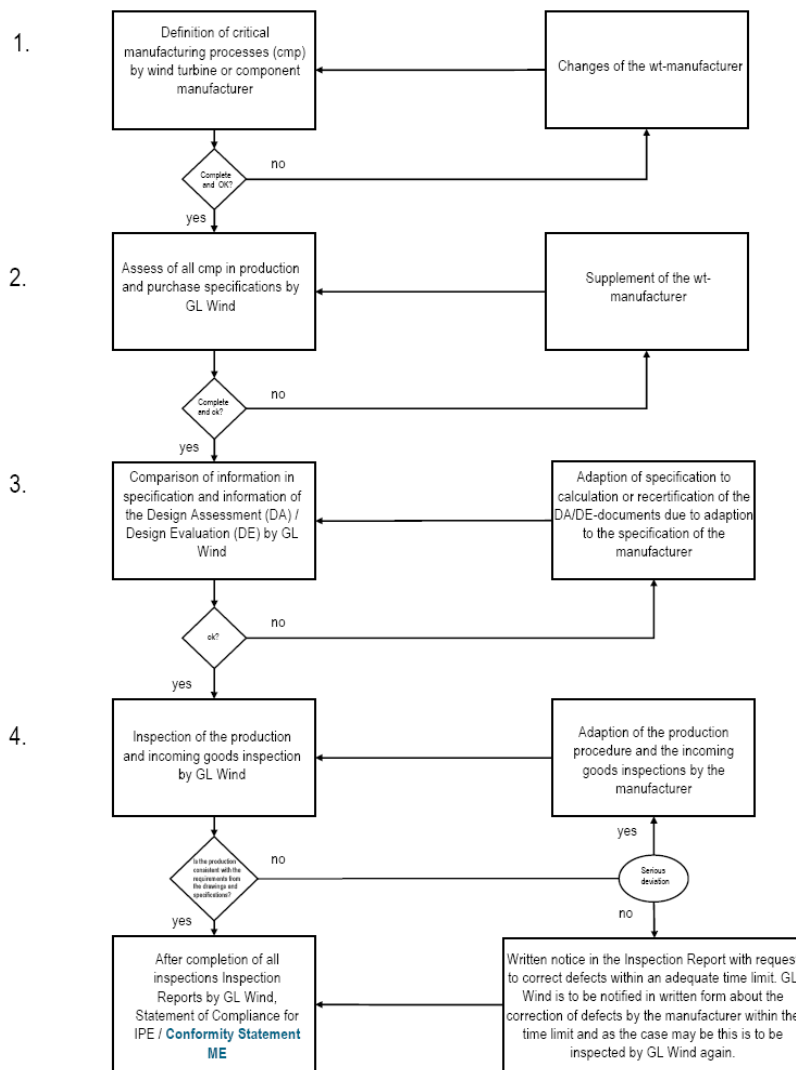 1.
Definition of critical
manufacturing processes (cmp)
by wind turbine or component
manufacturer
Changes of the wt-manufacturer
Complete
and OK?
no
yes
2.
Assess of all cmp in production
and purchase specifications by
GL Wind
Supplement of the wt-
manufacturer
Complete
and ok?
no
yes
3.
Comparison of information in
specification and information of
the Design Assessment (DA) /
Design Evaluation (DE) by GL
Wind
Adaption of specification to
calculation or recertification of the
DA/DE-documents due to adaption
to the specification of the
manufacturer
ok?
no
yes
4.
Inspection of the production
and incoming goods inspection
by GL Wind
Adaption of the production
procedure and the incoming
goods inspections by the
manufacturer
yes
Is the production
consistent with the
requirements from
the drawings and
specifications?
no
Serious
deviation
yes
no
After completion of all
inspections Inspection
Reports by GL Wind,
Statement of Compliance for
IPE / Conformity Statement
ME
Written notice in the Inspection Report with request
to correct defects within an adequate time limit. GL
Wind is to be notified in written form about the
correction of defects by the manufacturer within the
time limit and as the case may be this is to be
inspected by GL Wind again.